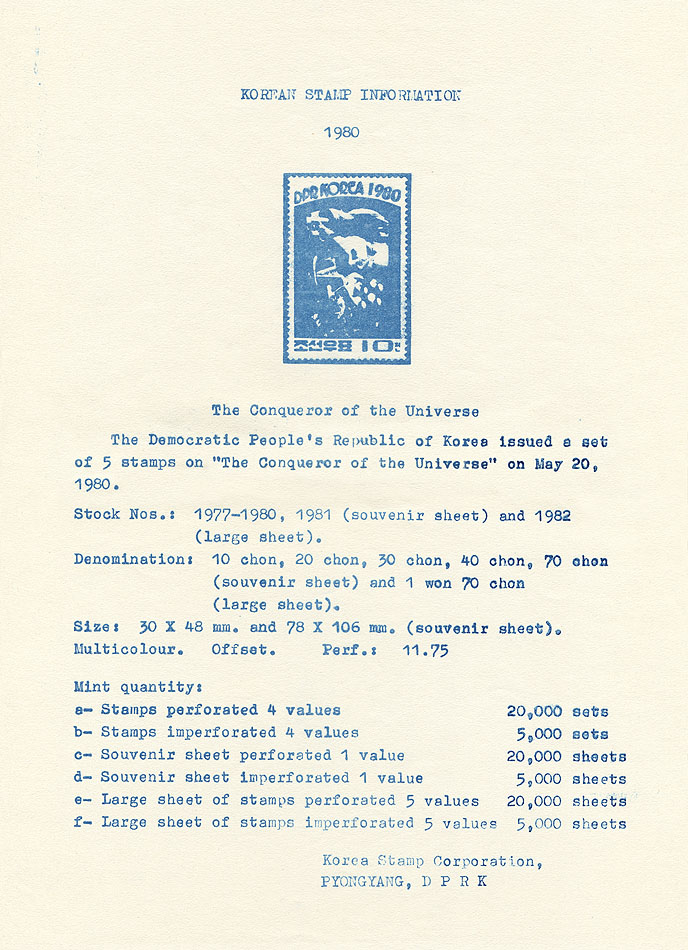 KOREAN STAMP INFORMATION
1980
DPR KOREA 1980
조선우표 10전
The Conqueror of the Universe
The Democratic People's Republic of Korea issued a set
of 5 stamps on "The Conqueror of the Universe" on May 20,
1980.
Stock Nos.: 1977-1980, 1981 (souvenir sheet) and 1982
(large sheet).
Denomination: 10 chon, 20 chon, 30 chon, 40 chon, 70 chon
(souvenir sheet) and 1 won 70 chon
(large sheet).
Size: 30 X 48 mm. and 78 X 106 mm. (souvenir sheet).
Multicolour. Offset. Perf.: 11.75
Mint quantity:
a- Stamps perforated 4 values 20,000 sets
b- Stamps imperforated 4 values 5,000 sets
c- Souvenir sheet perforated 1 value 20,000 sheets
d- Souvenir sheet imperforated 1 value 5,000 sheets
e- Large sheet of stamps perforated 5 values 20,000 sheets
f- Large sheet of stamps imperforated 5 values 5,000 sheets
Korea Stamp Corporation,
PYONGYANG, D P R K